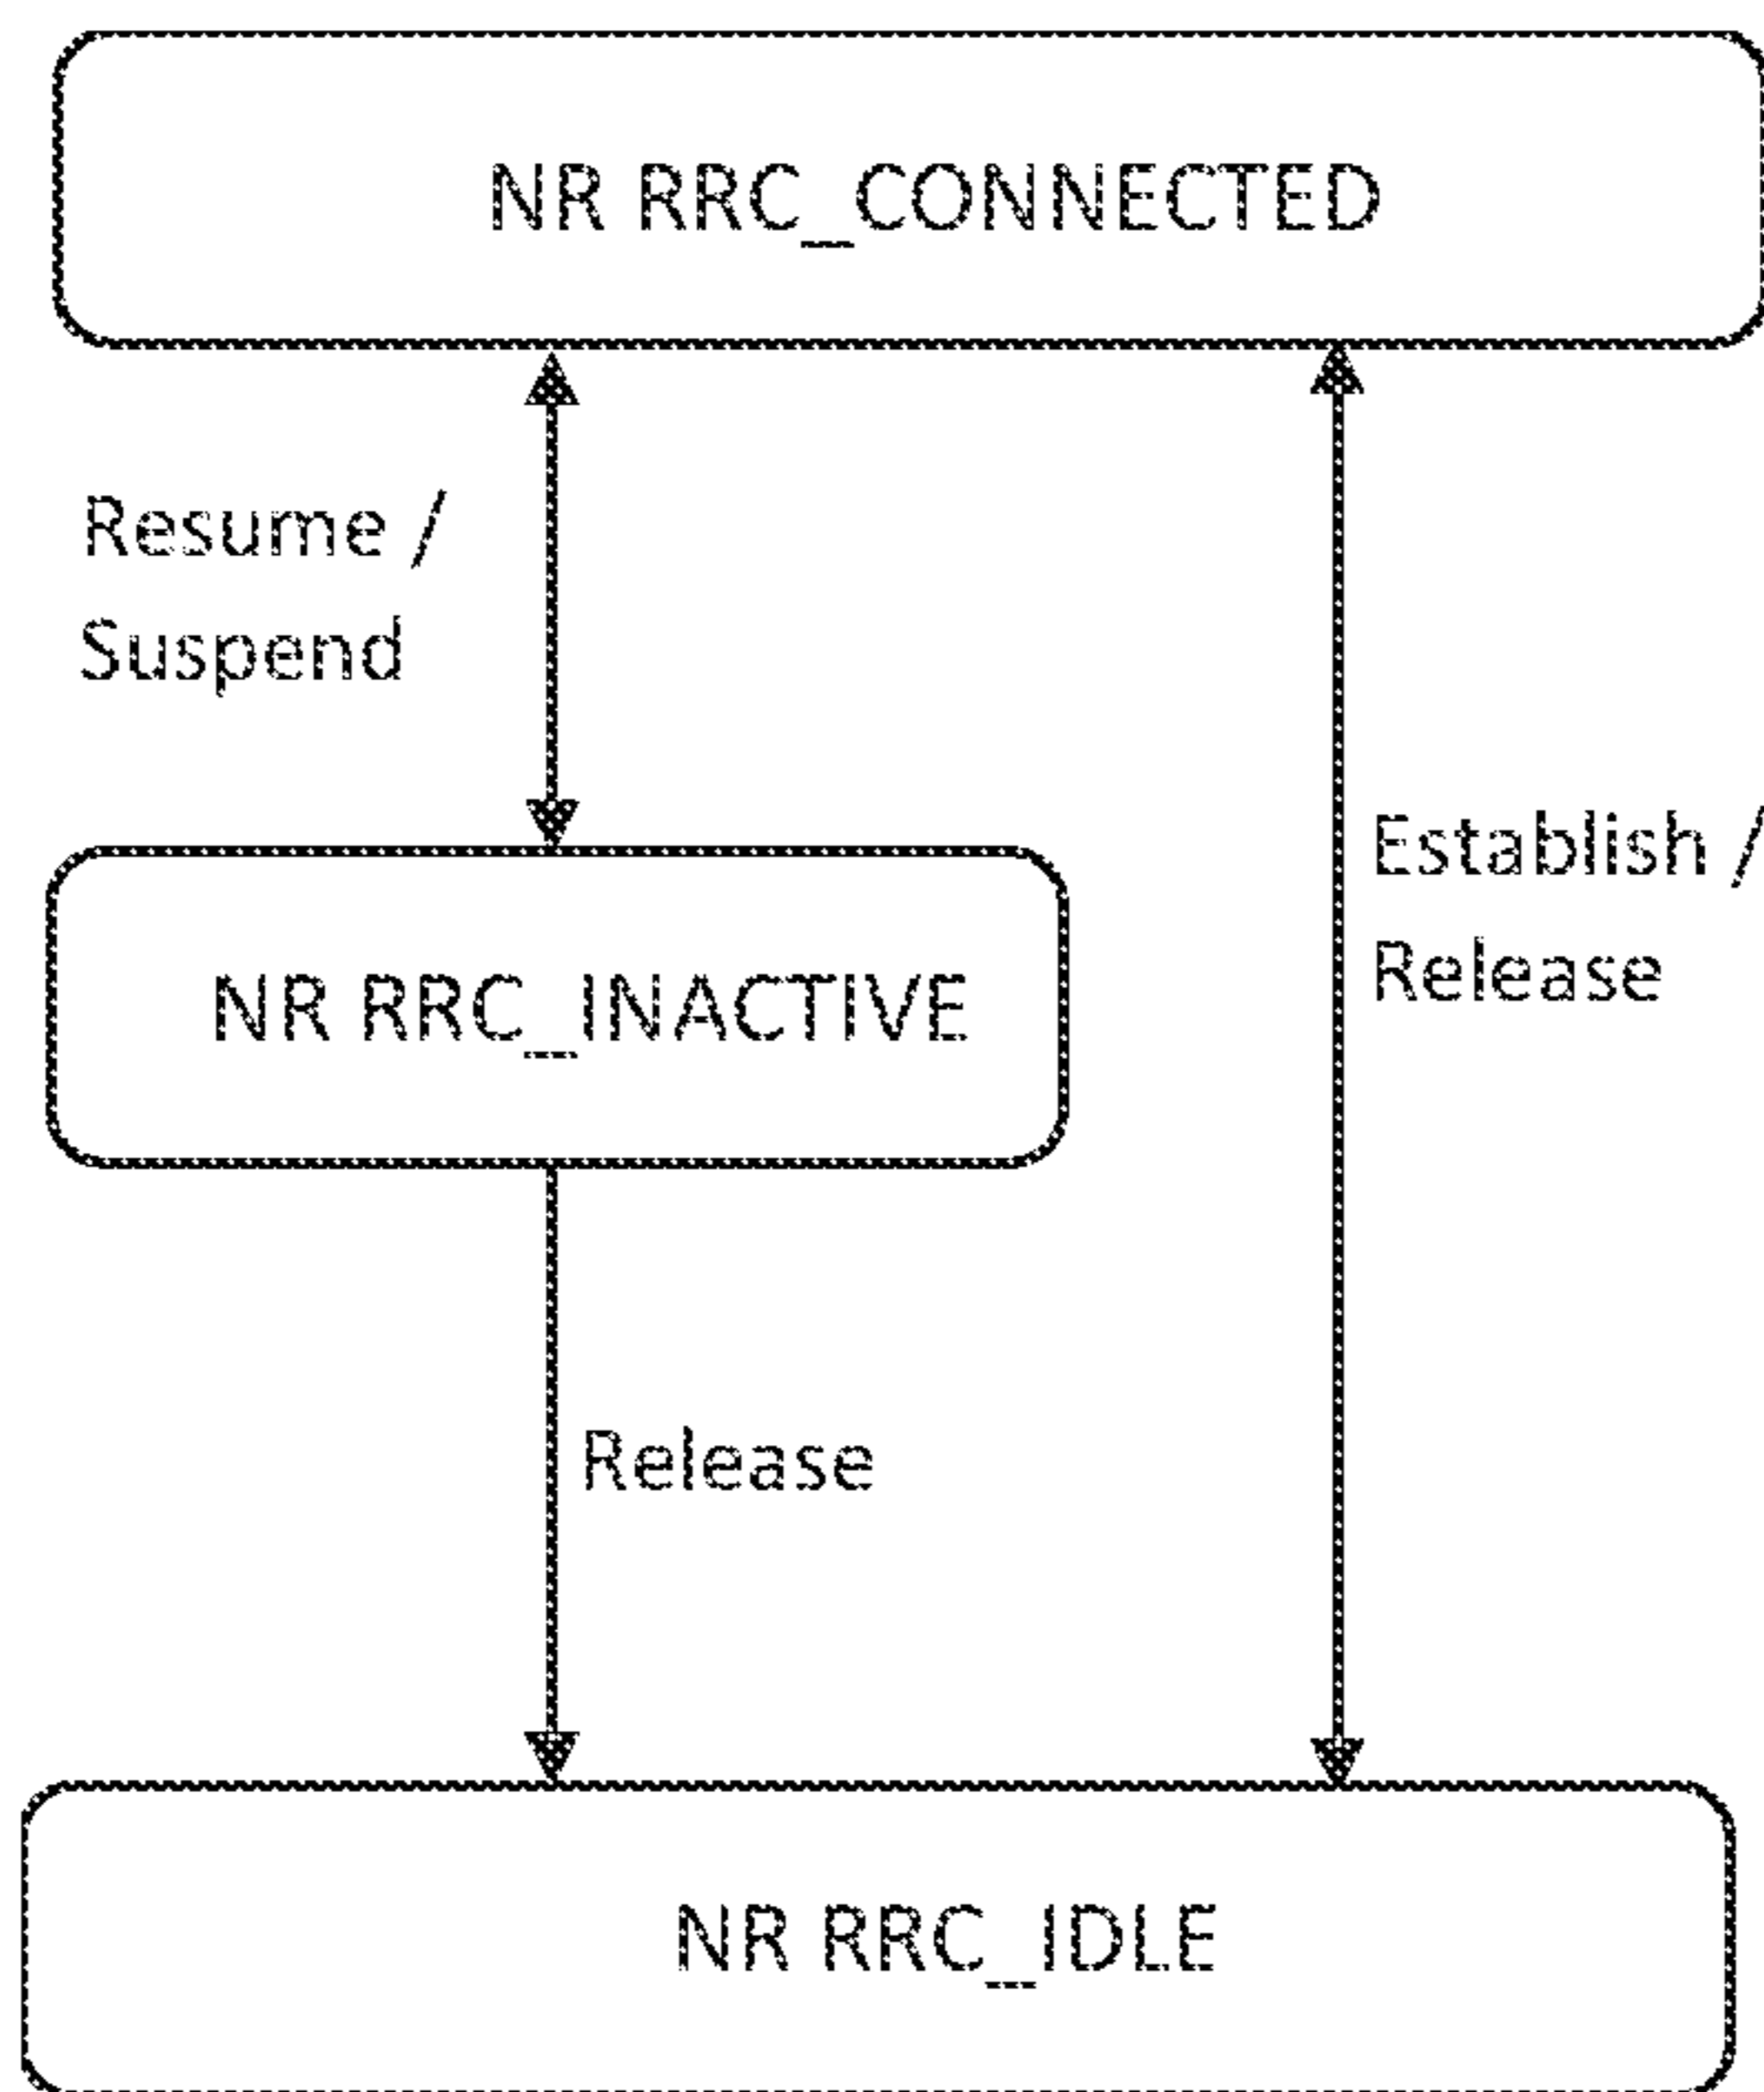 NR RRC_CONNECTED
Resume /
Suspend
Establish /
Release
NR RRC_INACTIVE
Release
NR RRC_IDLE